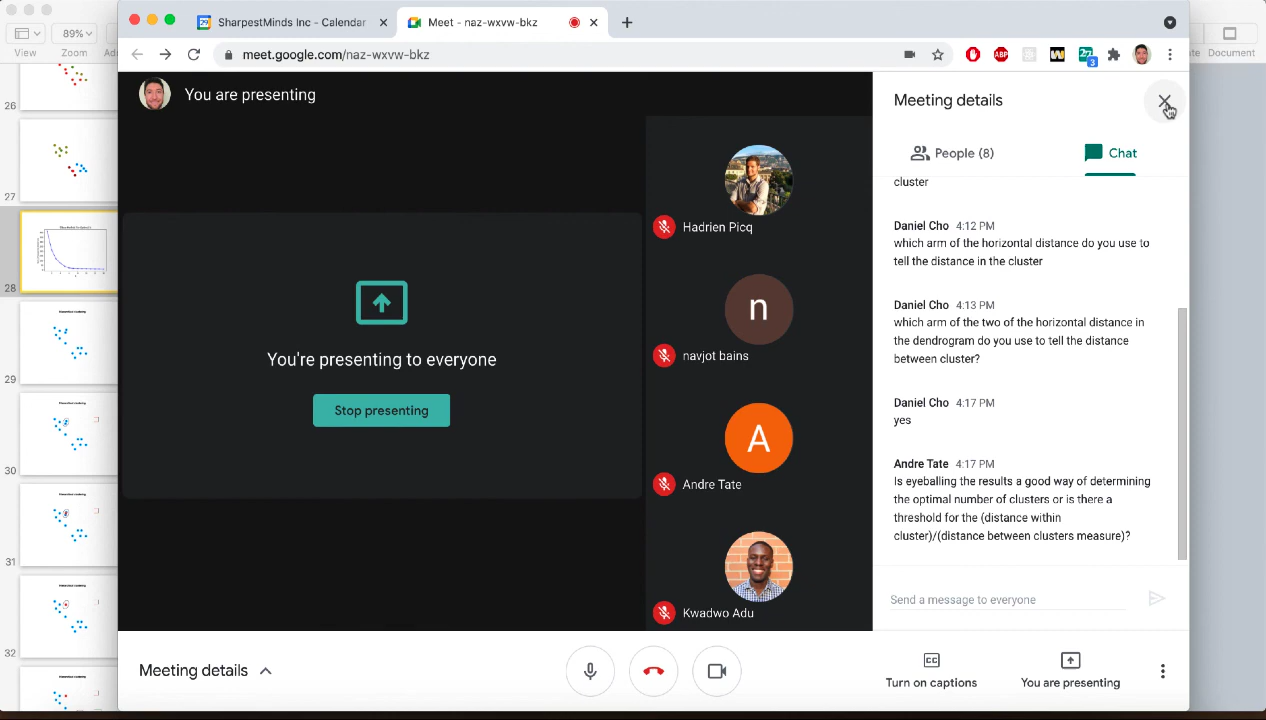 SharpestMinds Inc - Calendar
Meet - naz-wxvw-bkz
89%
View
Zoom
Document
meet.google.com/naz-wxvw-bkz
ABP
3
26
27
28
29
30
31
32
You are presenting
You're presenting to everyone
Stop presenting
Hadrien Picq
n
navjot bains
A
Andre Tate
Kwadwo Adu
Meeting details
People (8)
Chat
cluster
Daniel Cho 4:12 PM
which arm of the horizontal distance do you use to
tell the distance in the cluster
Daniel Cho 4:13 PM
which arm of the two of the horizontal distance in
the dendrogram do you use to tell the distance
between cluster?
Daniel Cho 4:17 PM
yes
Andre Tate 4:17 PM
Is eyeballing the results a good way of determining
the optimal number of clusters or is there a
threshold for the (distance within
cluster)/(distance between clusters measure)?
Send a message to everyone
Meeting details
CC
Turn on captions
You are presenting